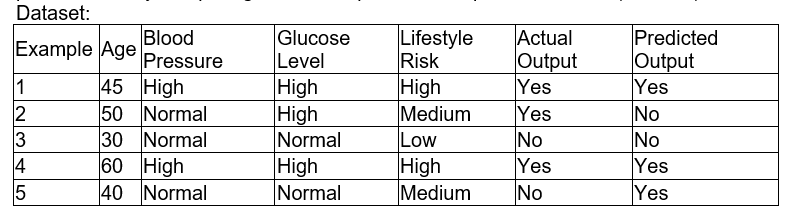 Dataset:
Example Age Blood Pressure Glucose Level Lifestyle Risk Actual Output Predicted Output
1 45 High High High Yes Yes
2 50 Normal High Medium Yes No
3 30 Normal Normal Low No No
4 60 High High High Yes Yes
5 40 Normal Normal Medium No Yes